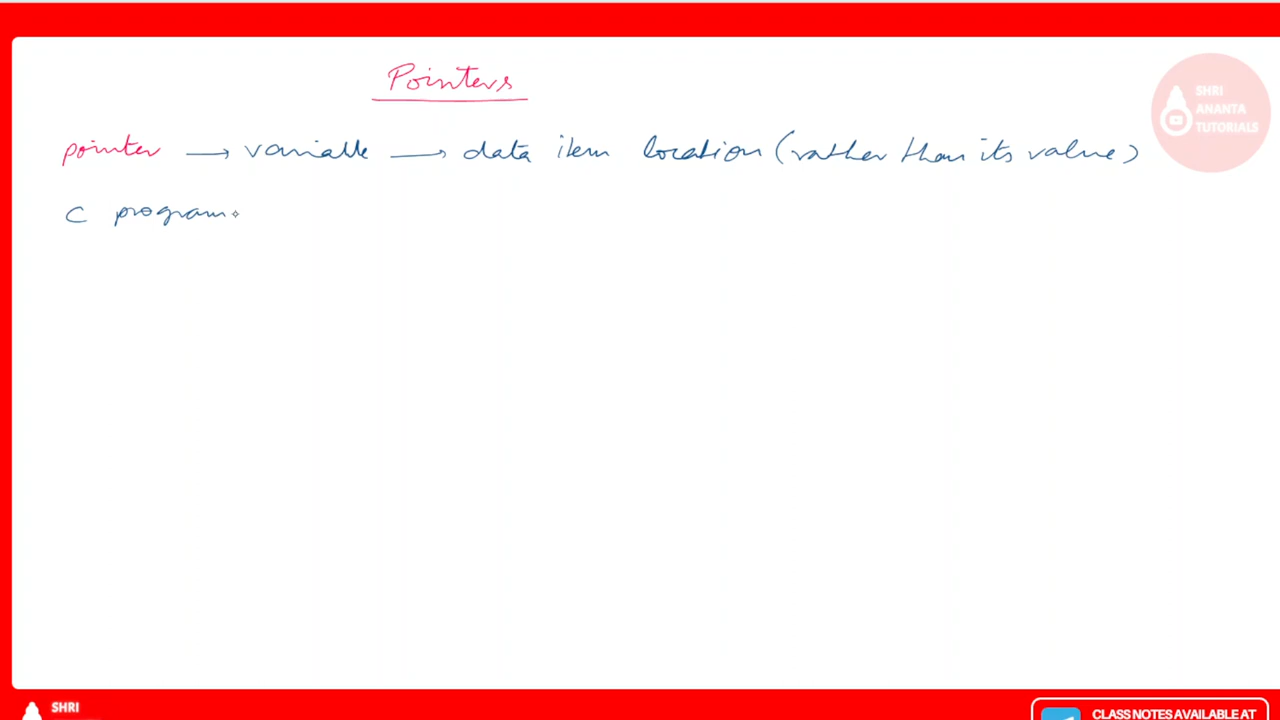 Pointers
SHRI
ANANTA
TUTORIALS
pointer → variable → data item location (rather than its value)
C program
SHRI
CLASS NOTES AVAILABLE AT